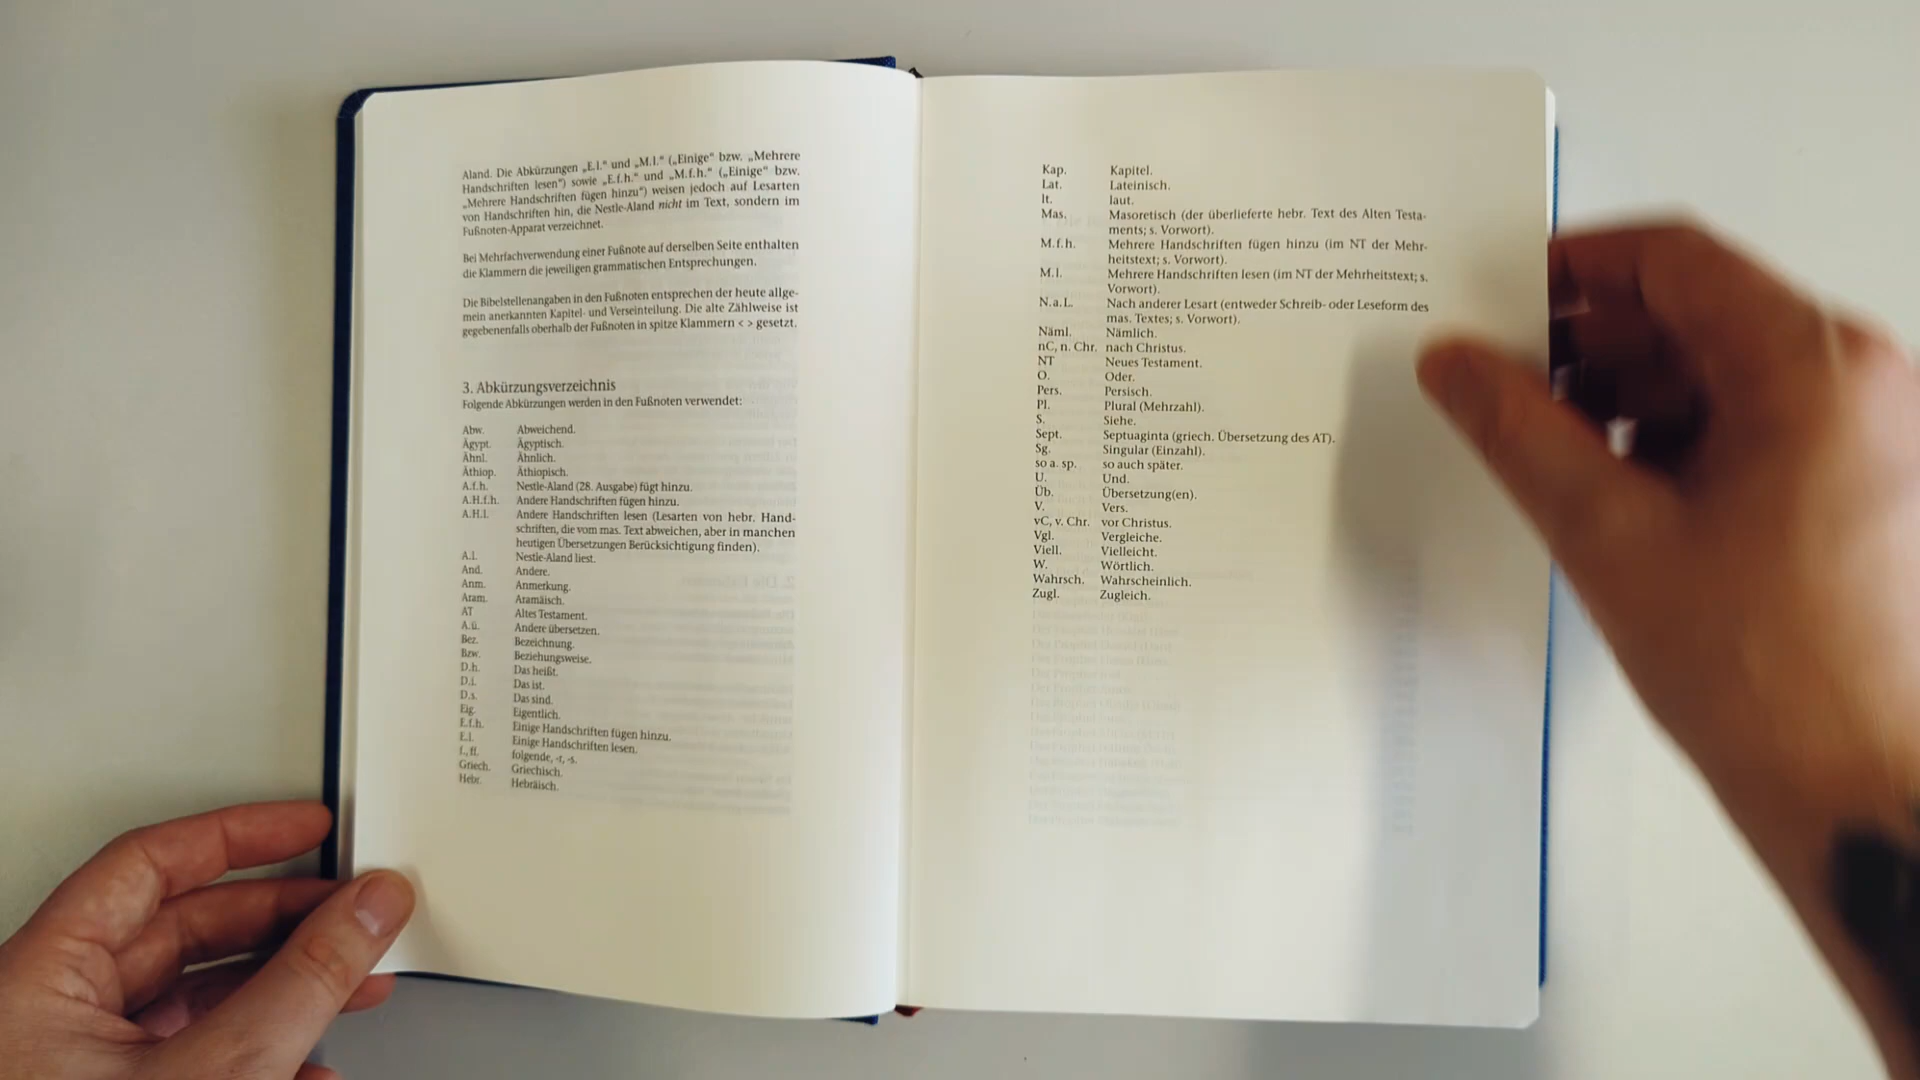 Aland. Die Abkürzungen „E.l.“ und „M.l.“ („Einige“ bzw. „Mehrere
Handschriften lesen“) sowie „E.f.h.“ und „M.f.h.“ („Einige“ bzw.
„Mehrere Handschriften fügen hinzu“) weisen jedoch auf Lesarten
von Handschriften hin, die Nestle-Aland nicht im Text, sondern im
Fußnoten-Apparat verzeichnet.
Bei Mehrfachverwendung einer Fußnote auf derselben Seite enthalten
die Klammern die jeweiligen grammatischen Entsprechungen.
Die Bibelstellenangaben in den Fußnoten entsprechen der heute allge-
mein anerkannten Kapitel- und Verseinteilung. Die alte Zählweise ist
gegebenenfalls oberhalb der Fußnoten in spitze Klammern < > gesetzt.
3. Abkürzungsverzeichnis
Folgende Abkürzungen werden in den Fußnoten verwendet:
Abw. Abweichend.
Ägypt. Ägyptisch.
Ähnl. Ähnlich.
Äthiop. Äthiopisch.
A.f.h. Nestle-Aland (28. Ausgabe) fügt hinzu.
A.H.f.h. Andere Handschriften fügen hinzu.
A.H.l. Andere Handschriften lesen (Lesarten von hebr. Hand-
schriften, die vom mas. Text abweichen, aber in manchen
heutigen Übersetzungen Berücksichtigung finden).
A.l. Nestle-Aland liest.
And. Andere.
Anm. Anmerkung.
Aram. Aramäisch.
AT Altes Testament.
A.ü. Andere übersetzen.
Bez. Bezeichnung.
Bzw. Beziehungsweise.
D.h. Das heißt.
D.i. Das ist.
D.s. Das sind.
Eig. Eigentlich.
E.f.h. Einige Handschriften fügen hinzu.
E.l. Einige Handschriften lesen.
f., ff. folgende, -r, -s.
Griech. Griechisch.
Hebr. Hebräisch.
Kap. Kapitel.
Lat. Lateinisch.
lt. laut.
Mas. Masoretisch (der überlieferte hebr. Text des Alten Testa-
ments; s. Vorwort).
M.f.h. Mehrere Handschriften fügen hinzu (im NT der Mehr-
heitstext; s. Vorwort).
M.l. Mehrere Handschriften lesen (im NT der Mehrheitstext; s.
Vorwort).
N.a.L. Nach anderer Lesart (entweder Schreib- oder Leseform des
mas. Textes; s. Vorwort).
Näml. Nämlich.
nC, n. Chr. nach Christus.
NT Neues Testament.
O. Oder.
Pers. Persisch.
Pl. Plural (Mehrzahl).
S. Siehe.
Sept. Septuaginta (griech. Übersetzung des AT).
Sg. Singular (Einzahl).
so a. sp. so auch später.
U. Und.
Üb. Übersetzung(en).
V. Vers.
vC, v. Chr. vor Christus.
Vgl. Vergleiche.
Viell. Vielleicht.
W. Wörtlich.
Wahrsch. Wahrscheinlich.
Zugl. Zugleich.